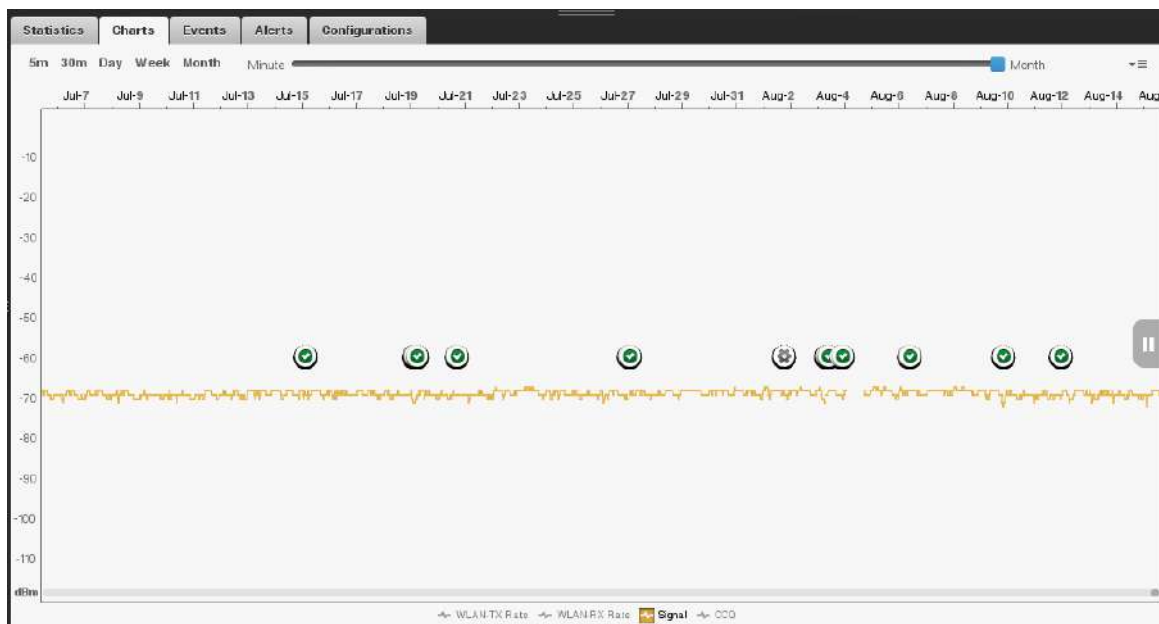 Statistics Charts Events Alerts Configurations
5m 30m Day Week Month Minute Month
Jul-7 Jul-9 Jul-11 Jul-13 Jul-15 Jul-17 Jul-19 Jul-21 Jul-23 Jul-25 Jul-27 Jul-29 Jul-31 Aug-2 Aug-4 Aug-6 Aug-8 Aug-10 Aug-12 Aug-14 Aug
-10
-20
-30
-40
-50
-60
-70
-80
-90
-100
-110
dBm
WLAN-TX Rate WLAN-RX Rate Signal CCQ